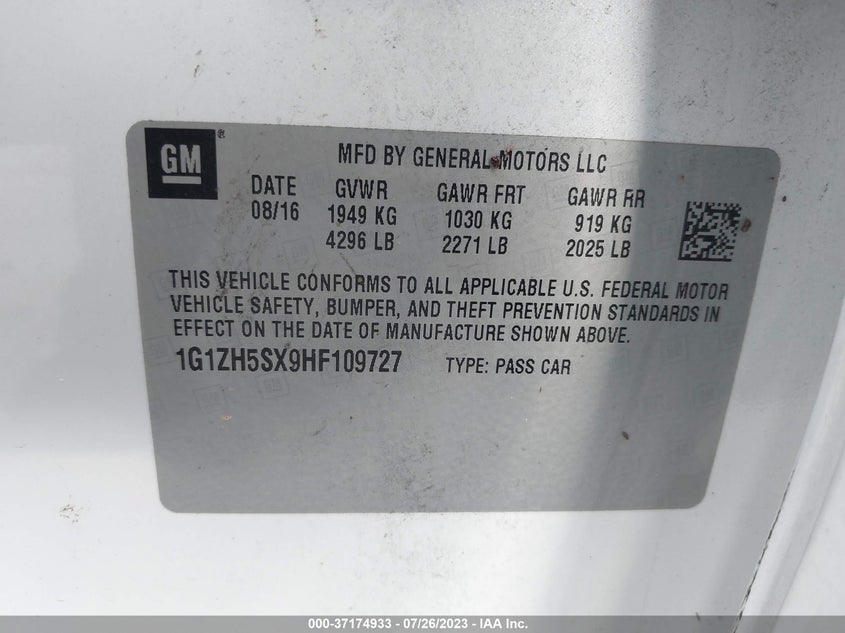 GM ®
MFD BY GENERAL MOTORS LLC
DATE GVWR GAWR FRT GAWR RR
08/16 1949 KG 1030 KG 919 KG
4296 LB 2271 LB 2025 LB
THIS VEHICLE CONFORMS TO ALL APPLICABLE U.S. FEDERAL MOTOR
VEHICLE SAFETY, BUMPER, AND THEFT PREVENTION STANDARDS IN
EFFECT ON THE DATE OF MANUFACTURE SHOWN ABOVE.
1G1ZH5SX9HF109727 TYPE: PASS CAR
000-37174933 - 07/26/2023 - © IAA, Inc.